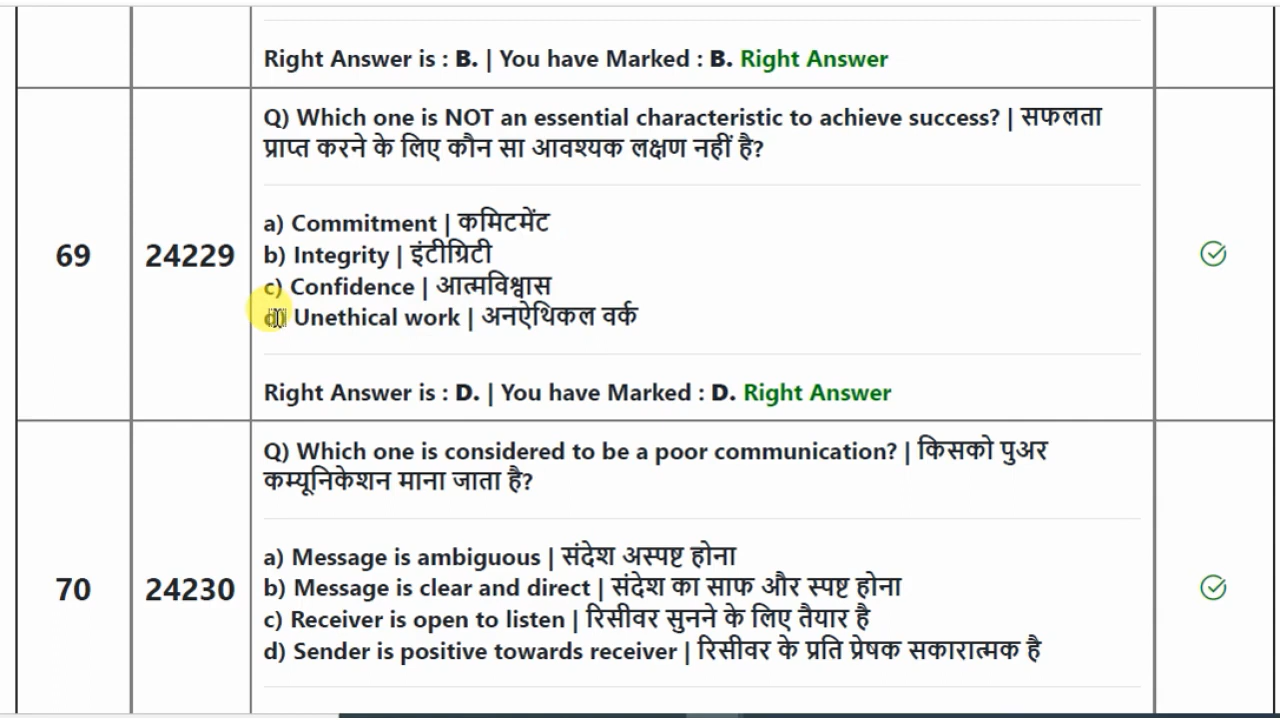 Right Answer is : B. | You have Marked : B. Right Answer
69
24229
Q) Which one is NOT an essential characteristic to achieve success? | सफलता
प्राप्त करने के लिए कौन सा आवश्यक लक्षण नहीं है?
a) Commitment | कमिटमेंट
b) Integrity | इंटीग्रिटी
c) Confidence | आत्मविश्वास
d) Unethical work | अनऐथिकल वर्क
Right Answer is : D. | You have Marked : D. Right Answer
70
24230
Q) Which one is considered to be a poor communication? | किसको पुअर
कम्यूनिकेशन माना जाता है?
a) Message is ambiguous | संदेश अस्पष्ट होना
b) Message is clear and direct | संदेश का साफ और स्पष्ट होना
c) Receiver is open to listen | रिसीवर सुनने के लिए तैयार है
d) Sender is positive towards receiver | रिसीवर के प्रति प्रेषक सकारात्मक है